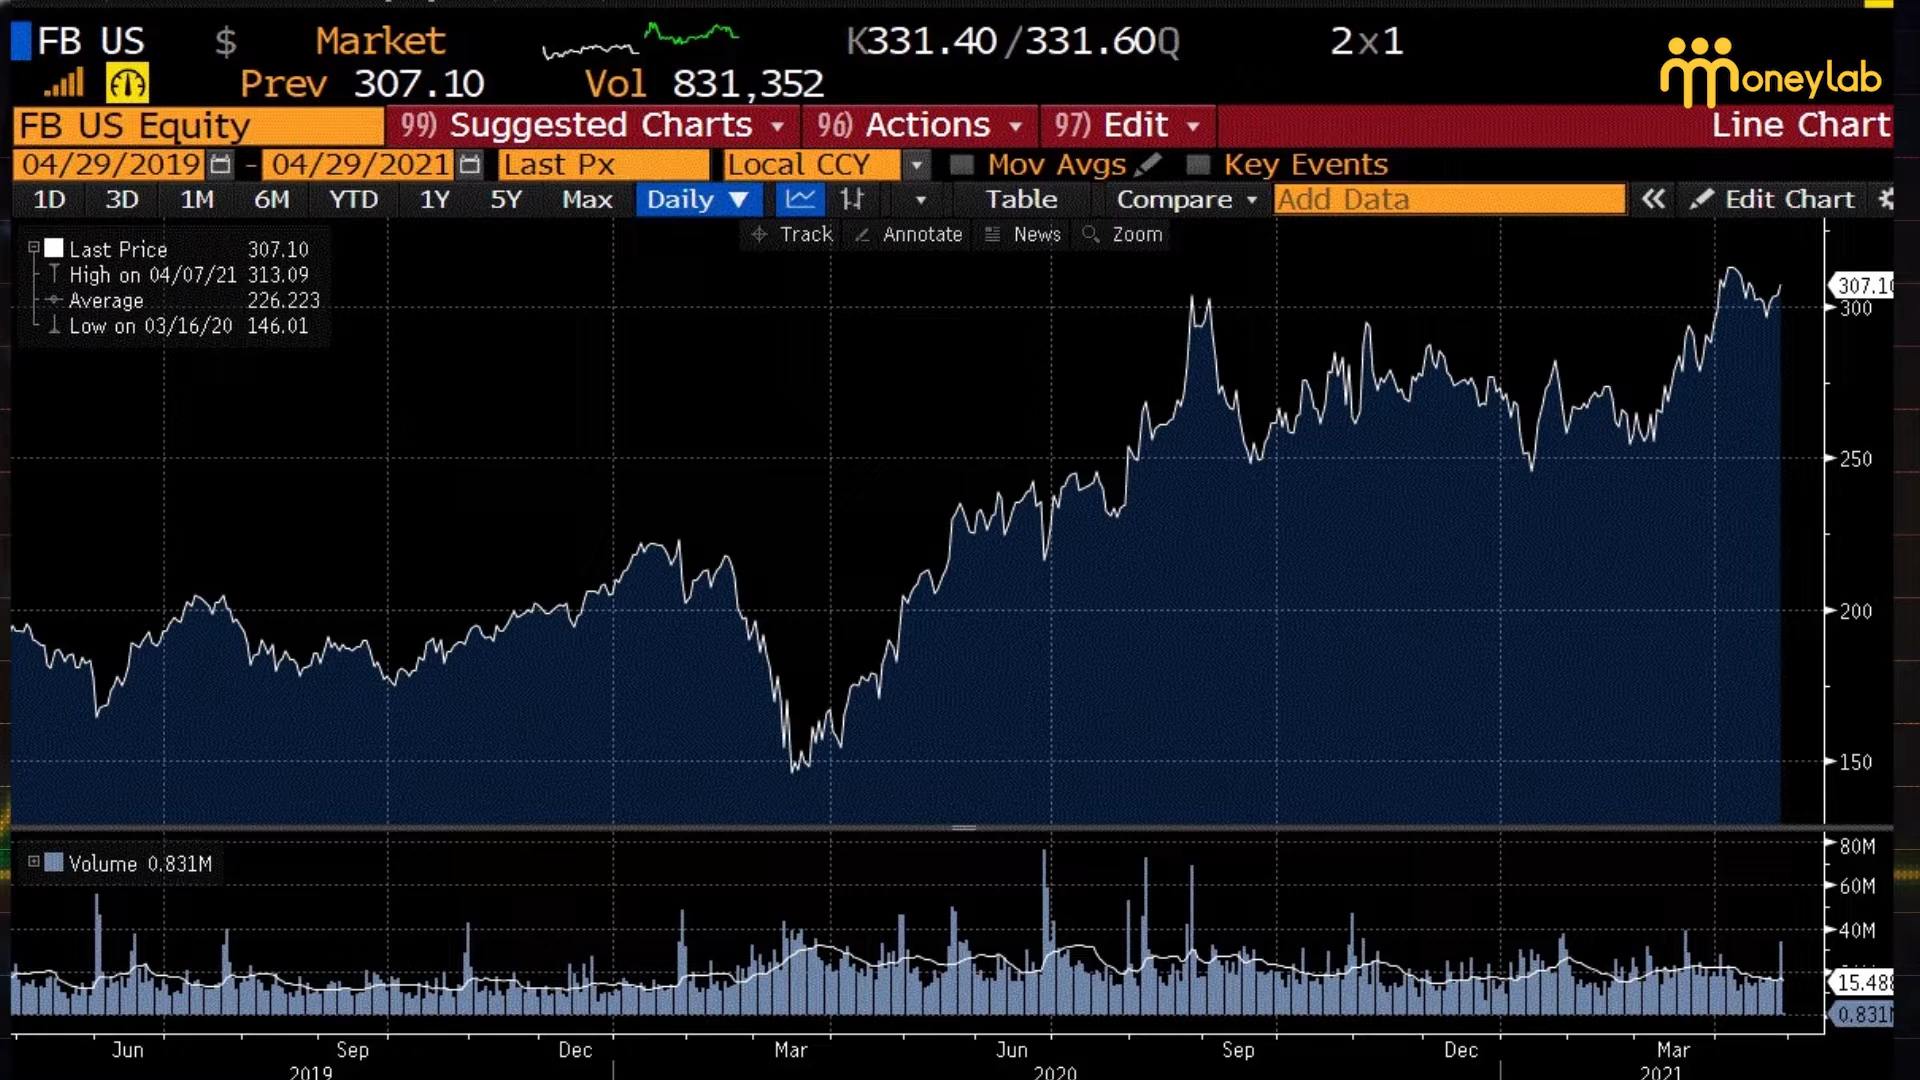 FB US $ Market K331.40/331.60Q 2x1
Prev 307.10 Vol 831,352
moneylab
FB US Equity 99) Suggested Charts 96) Actions 97) Edit Line Chart
04/29/2019 - 04/29/2021 Last Px Local CCY Mov Avgs Key Events
1D 3D 1M 6M YTD 1Y 5Y Max Daily ▼ Table Compare Add Data « Edit Chart
Track Annotate News Zoom
Last Price 307.10
High on 04/07/21 313.09
Average 226.223
Low on 03/16/20 146.01
307.10
300
250
200
150
Volume 0.831M
80M
60M
40M
15.488
0.831M
Jun Sep Dec Mar Jun Sep Dec Mar
2019 2020 2021